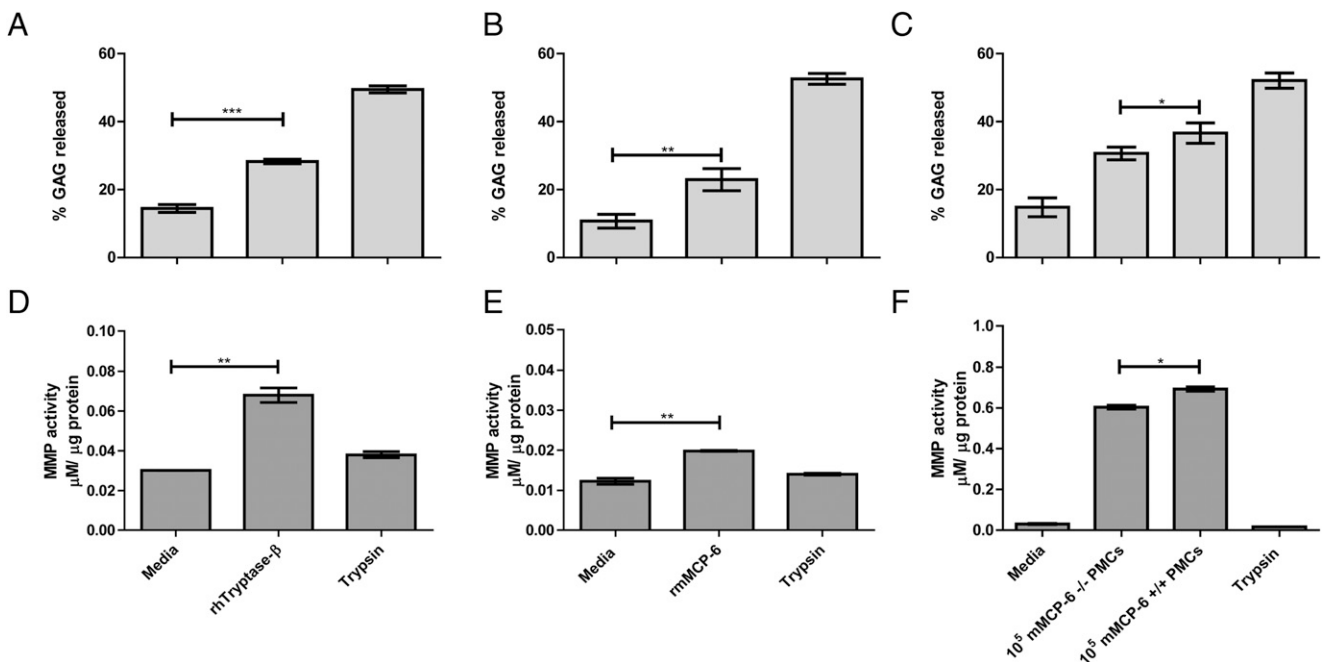 A
B
C
% GAG released
60
40
20
0
***
% GAG released
60
40
20
0
**
% GAG released
60
40
20
0
*
D
E
F
MMP activity
μM/ μg protein
0.10
0.08
0.06
0.04
0.02
0.00
**
Media
rhTryptase-β
Trypsin
MMP activity
μM/ μg protein
0.05
0.04
0.03
0.02
0.01
0.00
**
Media
rmMCP-6
Trypsin
MMP activity
μM/ μg protein
1.0
0.8
0.6
0.4
0.2
0.0
*
Media
10⁵ mMCP-6 -/- PMCs
10⁵ mMCP-6 +/+ PMCs
Trypsin